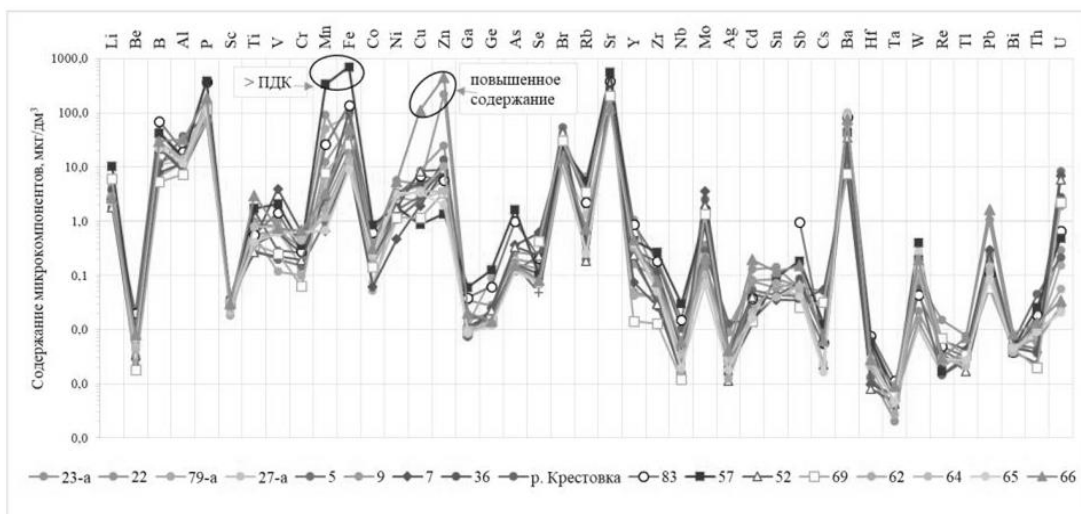 Li Be B Al P Sc Ti V Mn Fe Co Ni Cu Zn Ga Ge As Se Br Rb Sr Y Zr Nb Mo Ag Cd Sn Sb Cs Ba Hf Ta W Re Tl Pb Bi Th U
Содержание микрокомпонентов, мкг/дм³
1000,0
100,0
10,0
1,0
0,1
0,0
0,0
0,0
> ПДК
повышенное
содержание
23-а 22 79-а 27-а 5 9 7 36 р. Крестовка 83 57 52 69 62 64 65 66